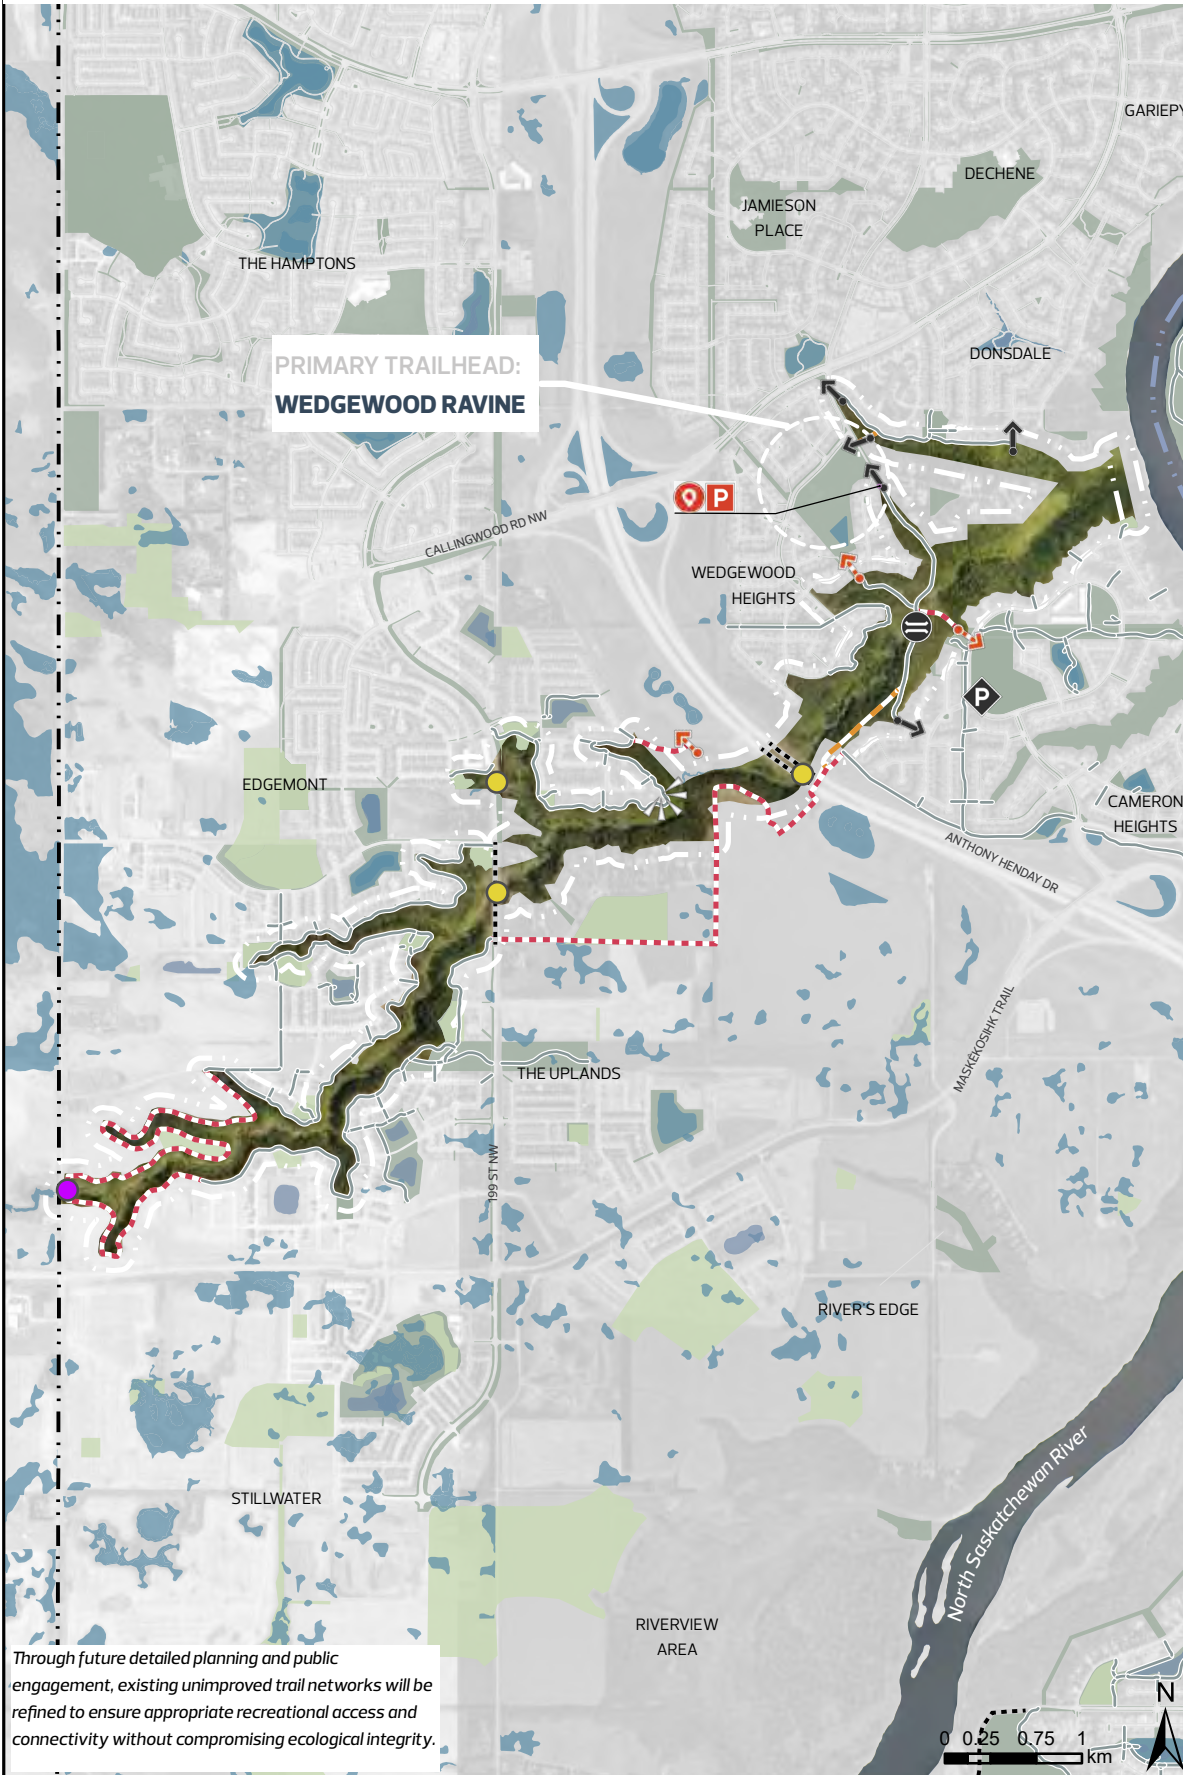 GARIEPY
DECHENE
JAMIESON
PLACE
THE HAMPTONS
DONSDALE
PRIMARY TRAILHEAD:
WEDGEWOOD RAVINE
P
CALLINGWOOD RD NW
WEDGEWOOD
HEIGHTS
P
EDGEMONT
CAMERON
HEIGHTS
ANTHONY HENDAY DR
MASKÊKOSIHK TRAIL
THE UPLANDS
199 ST NW
RIVER'S EDGE
North Saskatchewan River
STILLWATER
RIVERVIEW
AREA
Through future detailed planning and public
engagement, existing unimproved trail networks will be
refined to ensure appropriate recreational access and
connectivity without compromising ecological integrity.
N
0 0.25 0.75 1
km